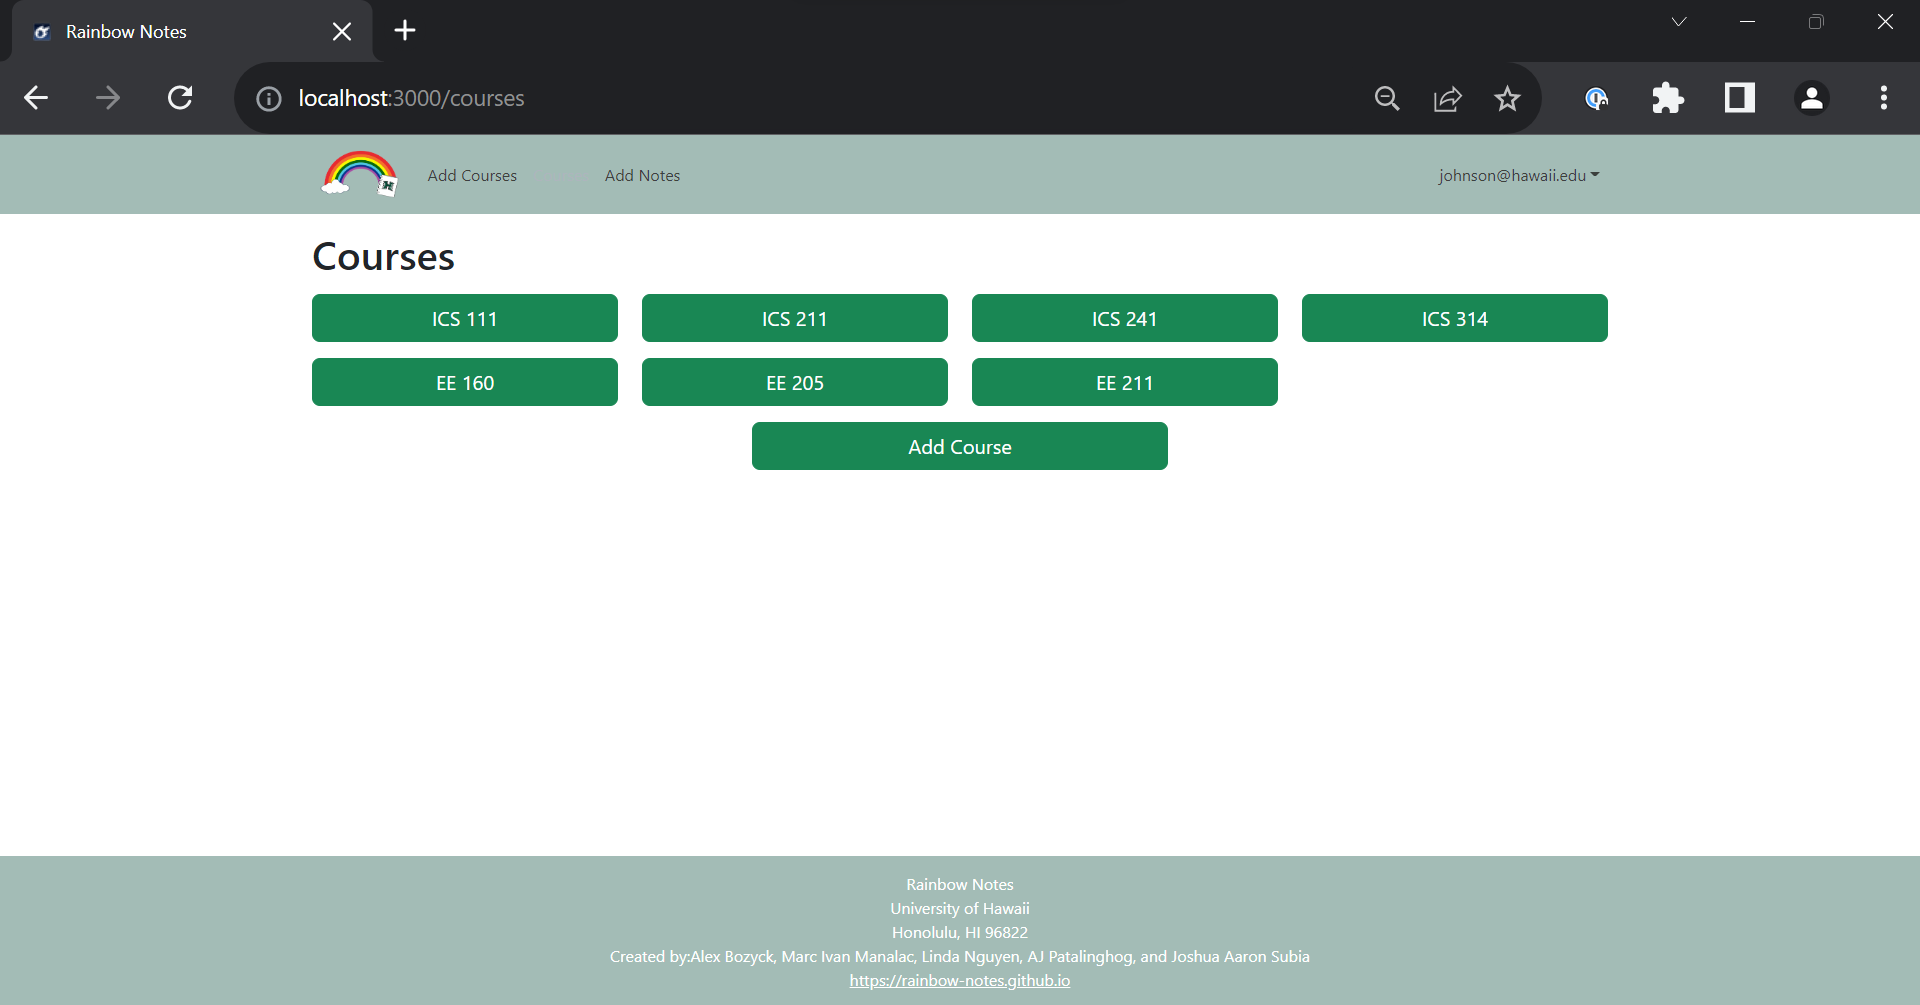 Rainbow Notes
localhost:3000/courses
Add Courses
Add Notes
johnson@hawaii.edu
Courses
ICS 111
ICS 211
ICS 241
ICS 314
EE 160
EE 205
EE 211
Add Course
Rainbow Notes
University of Hawaii
Honolulu, HI 96822
Created by:Alex Bozyck, Marc Ivan Manalac, Linda Nguyen, AJ Patalinghog, and Joshua Aaron Subia
https://rainbow-notes.github.io